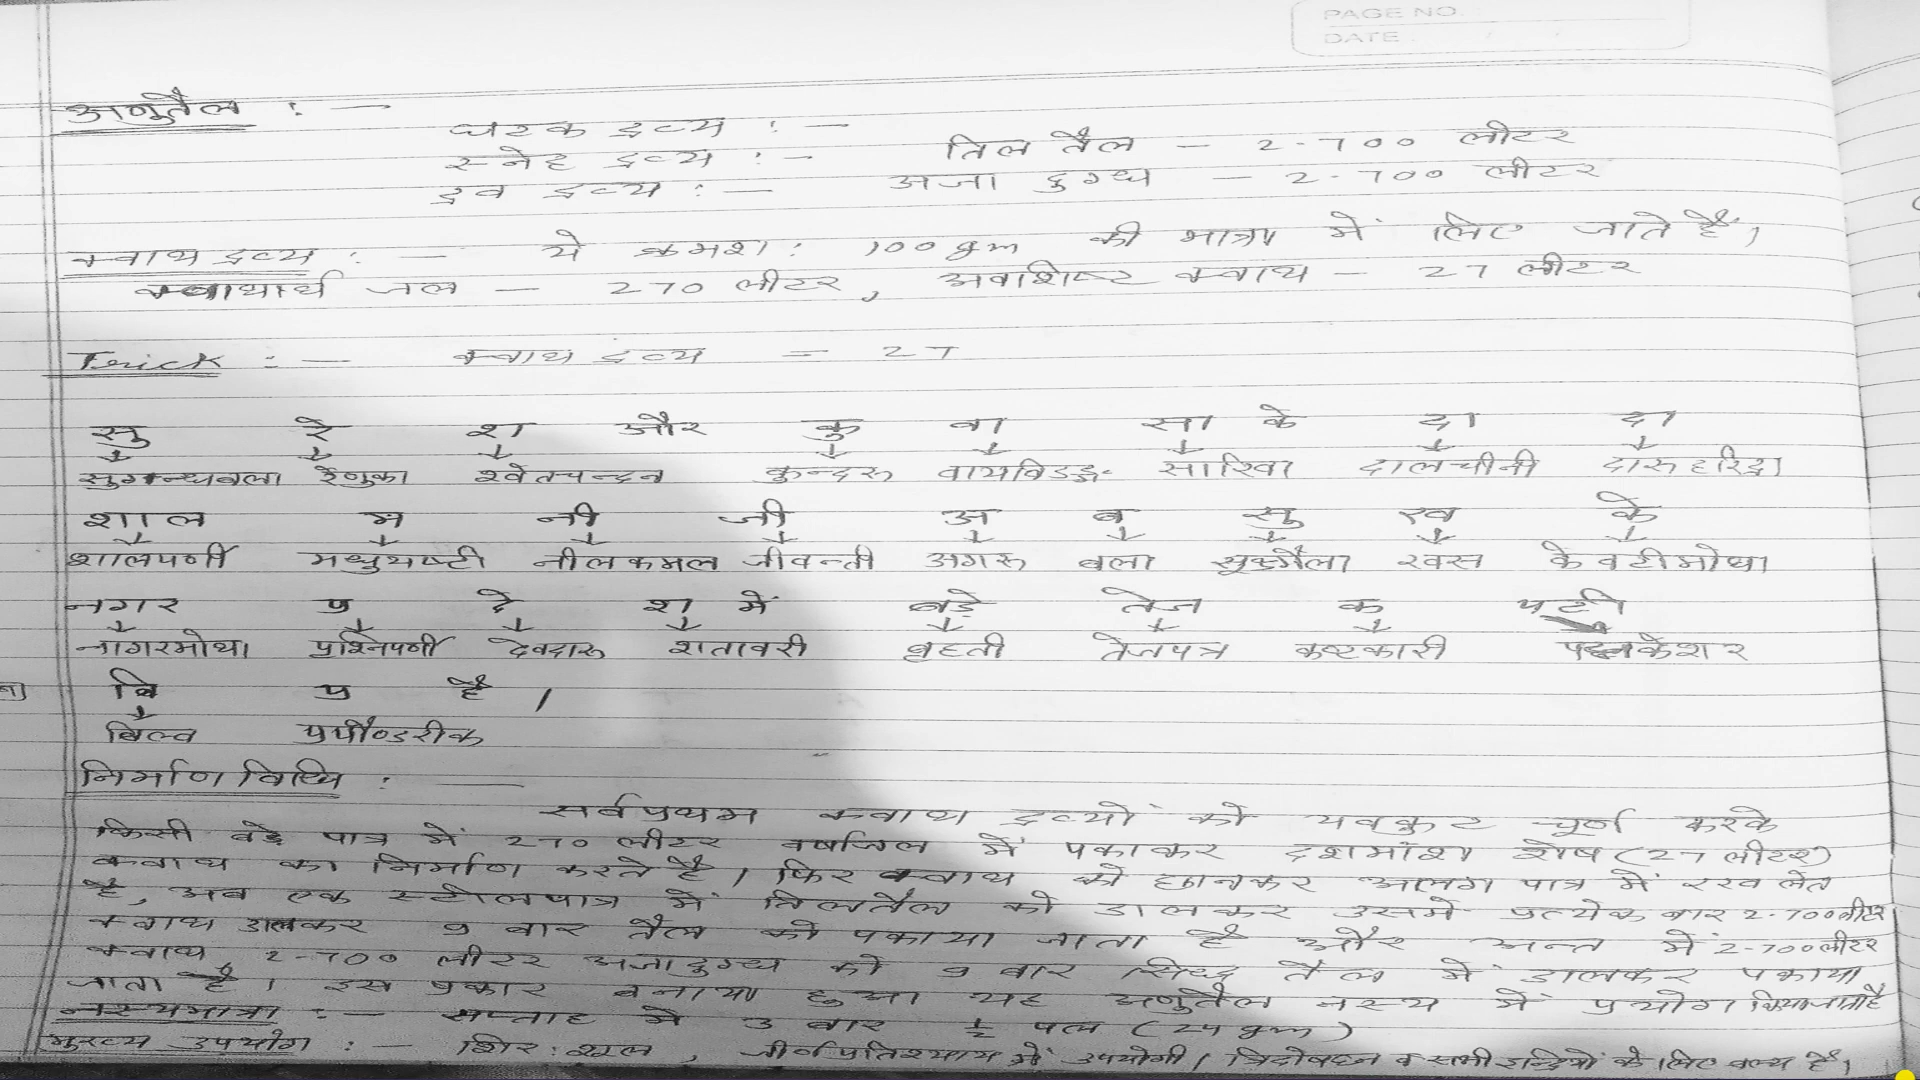 PAGE NO.
DATE : / /
अणुतैल : —
घटक द्रव्य : —
स्नेह द्रव्य : – तिल तैल — 2.700 लीटर
द्रव द्रव्य : — अजा दुग्ध — 2.700 लीटर
क्वाथ द्रव्य : — ये क्रमश: 100 gm की मात्रा में लिए जाते है।
क्वाथार्थ जल — 270 लीटर, अवशिष्ट क्वाथ — 27 लीटर
Trick : — क्वाथ द्रव्य = 27
सु रे श और कु वा सा के दा दा
सुगन्धबला रेणुका श्वेतचन्दन कुन्दरू वायविडङ्ग सारिवा दालचीनी दारूहरिद्रा
शाल म नी जी अ ब सु ख के
शालपर्णी मधुयष्टी नीलकमल जीवन्ती अगरू बला सूक्ष्मैला खस केवटीमोथा
नगर प्र दे श में बड़े तेज क पटी
नागरमोथा प्रश्निपर्णी देवदारू शतावरी बृहती तेजपत्र कण्टकारी केशर
बि प्र है।
बिल्व प्रपौण्डरीक
निर्माण विधि : —
सर्वप्रथम क्वाथ द्रव्यों को यवकुट चूर्ण करके
किसी बडे पात्र में 270 लीटर वर्षाजल में पकाकर दशमांश शेष (27 लीटर)
क्वाथ का निर्माण करते है। फिर क्वाथ को छानकर अलग पात्र में रख लेते
है, अब एक स्टीलपात्र में तिलतैल को डालकर उसमे प्रत्येक बार 2.700 लीटर
क्वाथ डालकर 9 बार तैल को पकाया जाता है और अन्त में 2.700 लीटर
क्वाथ, 2.700 लीटर अजादुग्ध को 9 बार सिद्ध तैल में डालकर पकाया
जाता है। इस प्रकार बनाया हुआ यह अणुतैल नस्य में प्रयोग किया जाता है
नस्यमात्रा : — सप्ताह मे 3 बार ½ पल (24 gm)
मुख्य उपयोग : — शिर:शूल, जीर्णप्रतिश्याय में उपयोगी। त्रिदोषघ्न व सभी इन्द्रियों के लिए बल्य है।